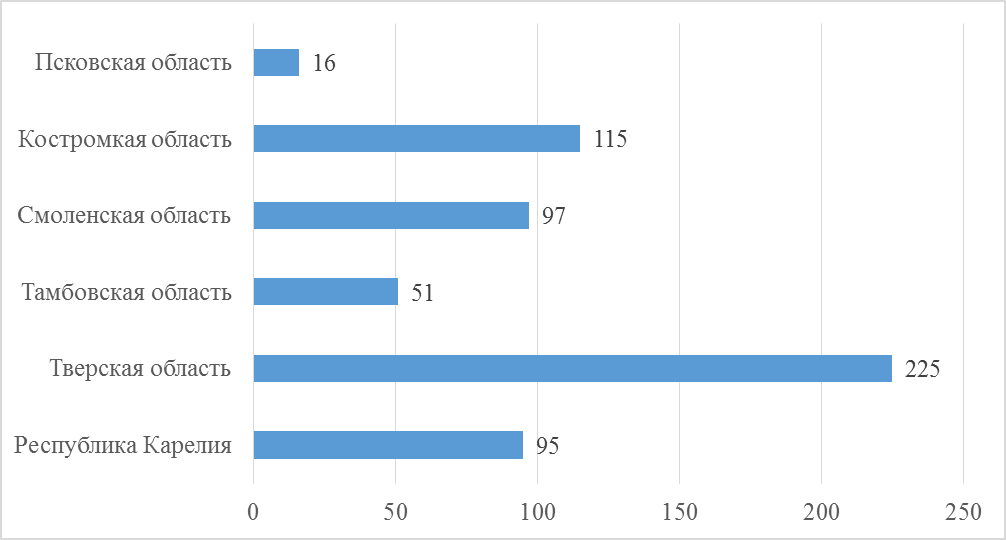 Псковская область 16
Костромкая область 115
Смоленская область 97
Тамбовская область 51
Тверская область 225
Республика Карелия 95
0 50 100 150 200 250